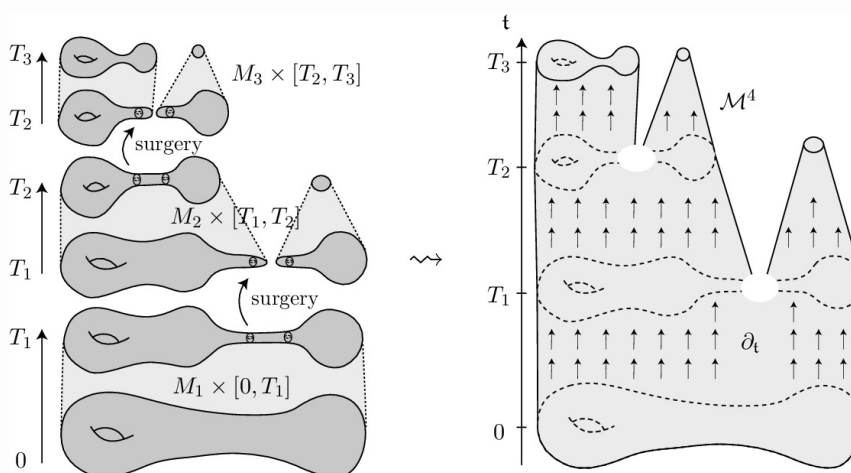 T₃
M₃ × [T₂, T₃]
T₂
surgery
T₂
M₂ × [T₁, T₂]
T₁
surgery
T₁
M₁ × [0, T₁]
0
𝔱
T₃
ℳ⁴
T₂
T₁
∂_𝔱
0